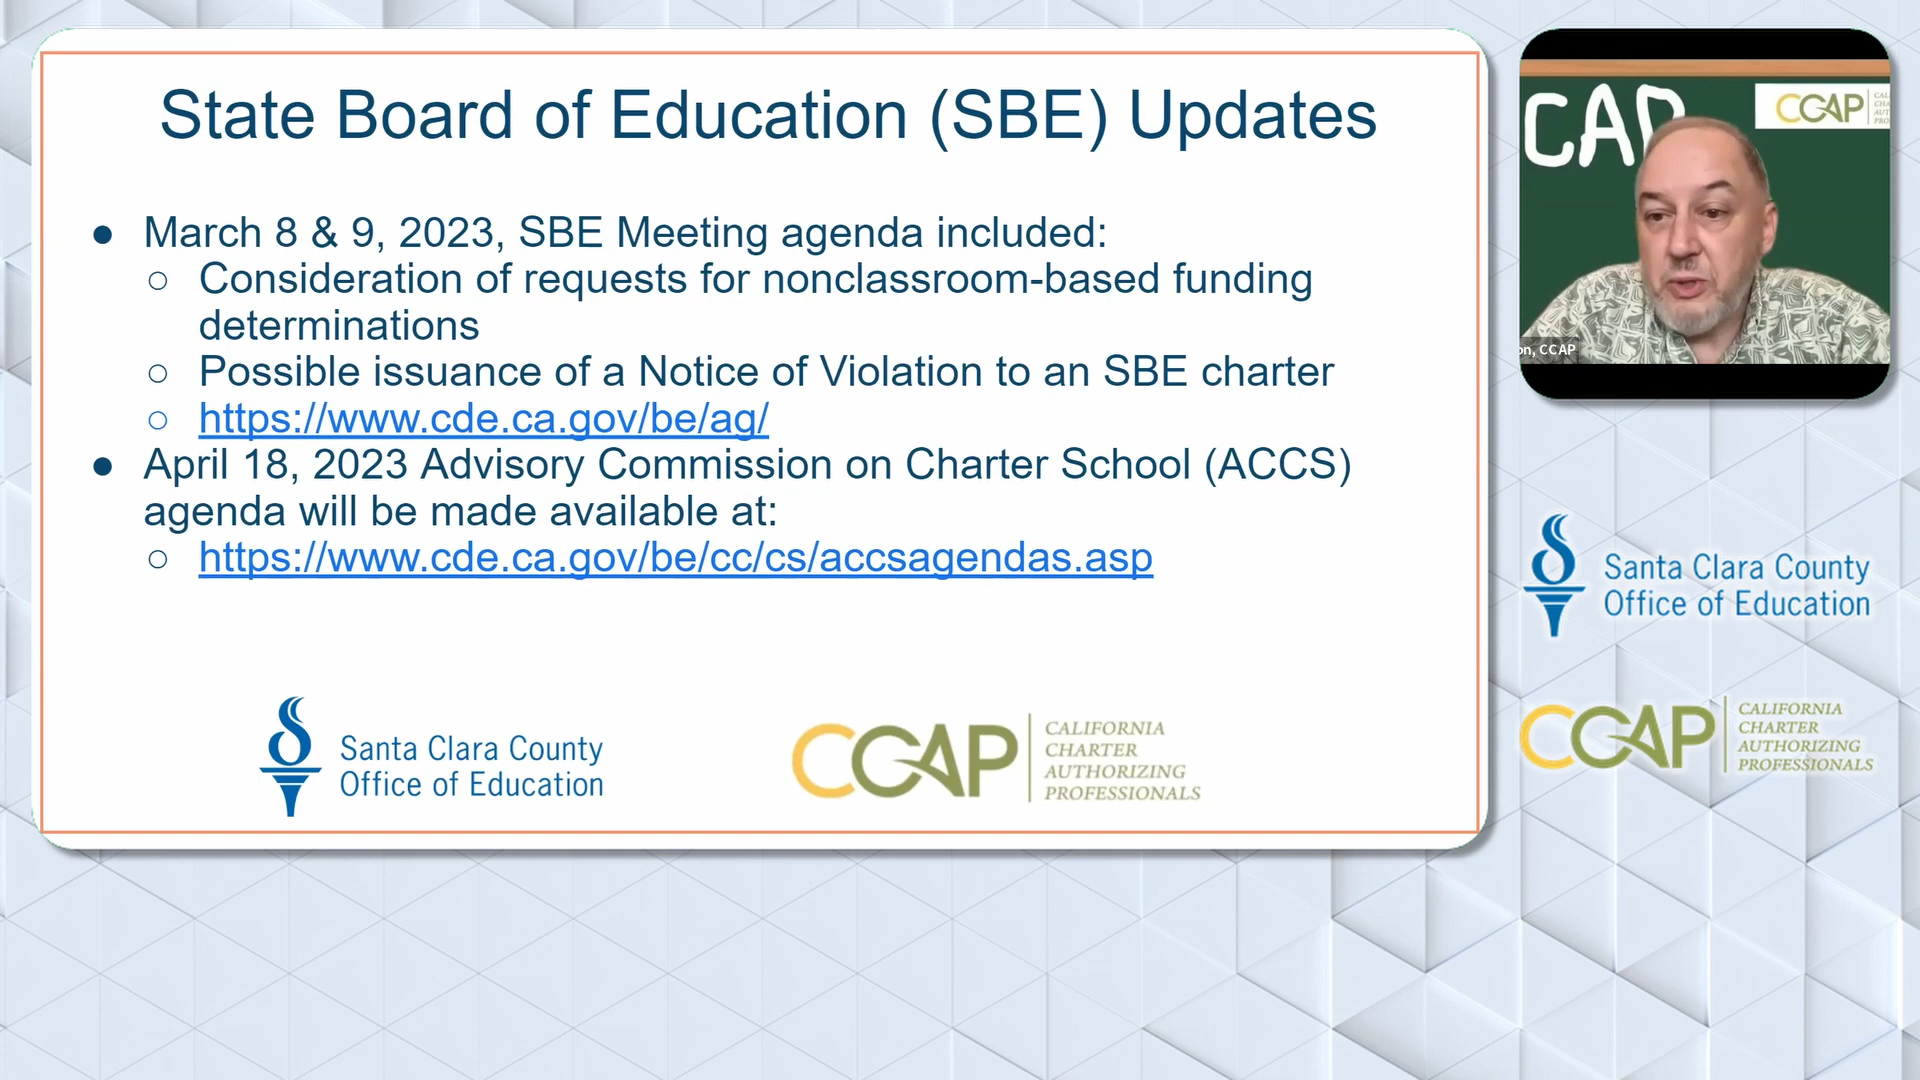 State Board of Education (SBE) Updates
● March 8 & 9, 2023, SBE Meeting agenda included:
○ Consideration of requests for nonclassroom-based funding
determinations
○ Possible issuance of a Notice of Violation to an SBE charter
○ https://www.cde.ca.gov/be/ag/
● April 18, 2023 Advisory Commission on Charter School (ACCS)
agenda will be made available at:
○ https://www.cde.ca.gov/be/cc/cs/accsagendas.asp
Santa Clara County
Office of Education
CCAP
CALIFORNIA
CHARTER
AUTHORIZING
PROFESSIONALS
CAP
CCAP
on, CCAP
Santa Clara County
Office of Education
CCAP
CALIFORNIA
CHARTER
AUTHORIZING
PROFESSIONALS